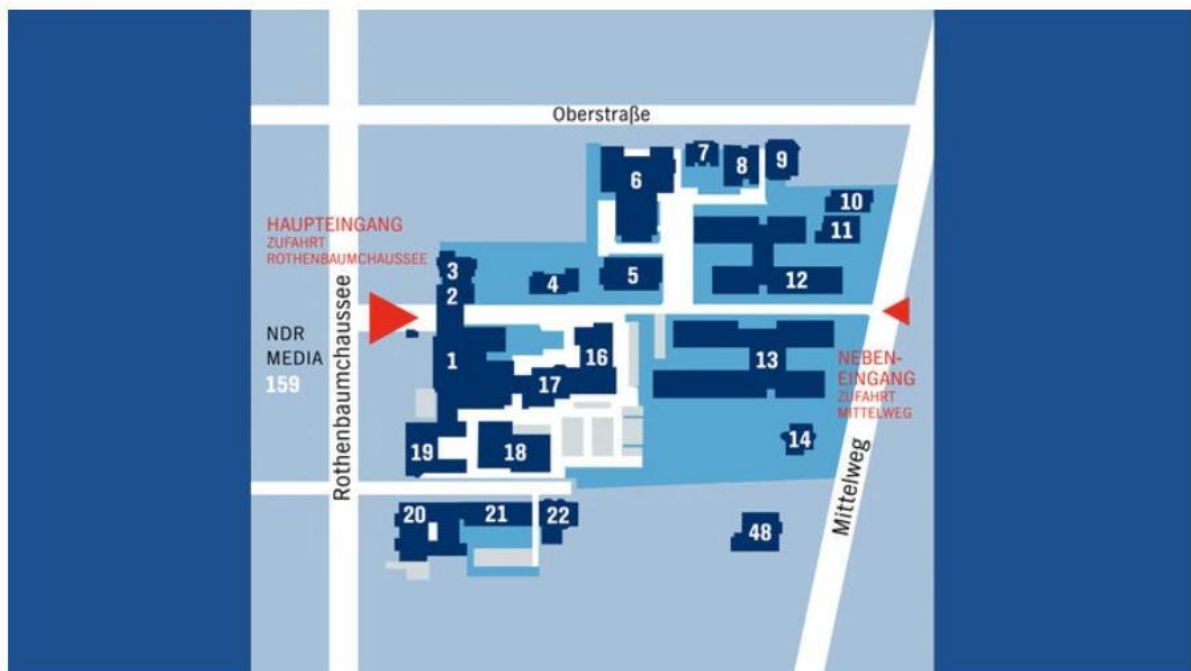 Oberstraße
7
8
9
6
10
HAUPTEINGANG
ZUFAHRT
ROTHENBAUMCHAUSSEE
11
3
4
5
12
2
Rothenbaumchaussee
NDR
MEDIA
159
1
16
13
NEBEN-
EINGANG
ZUFAHRT
MITTELWEG
17
14
19
18
Mittelweg
20
21
22
48